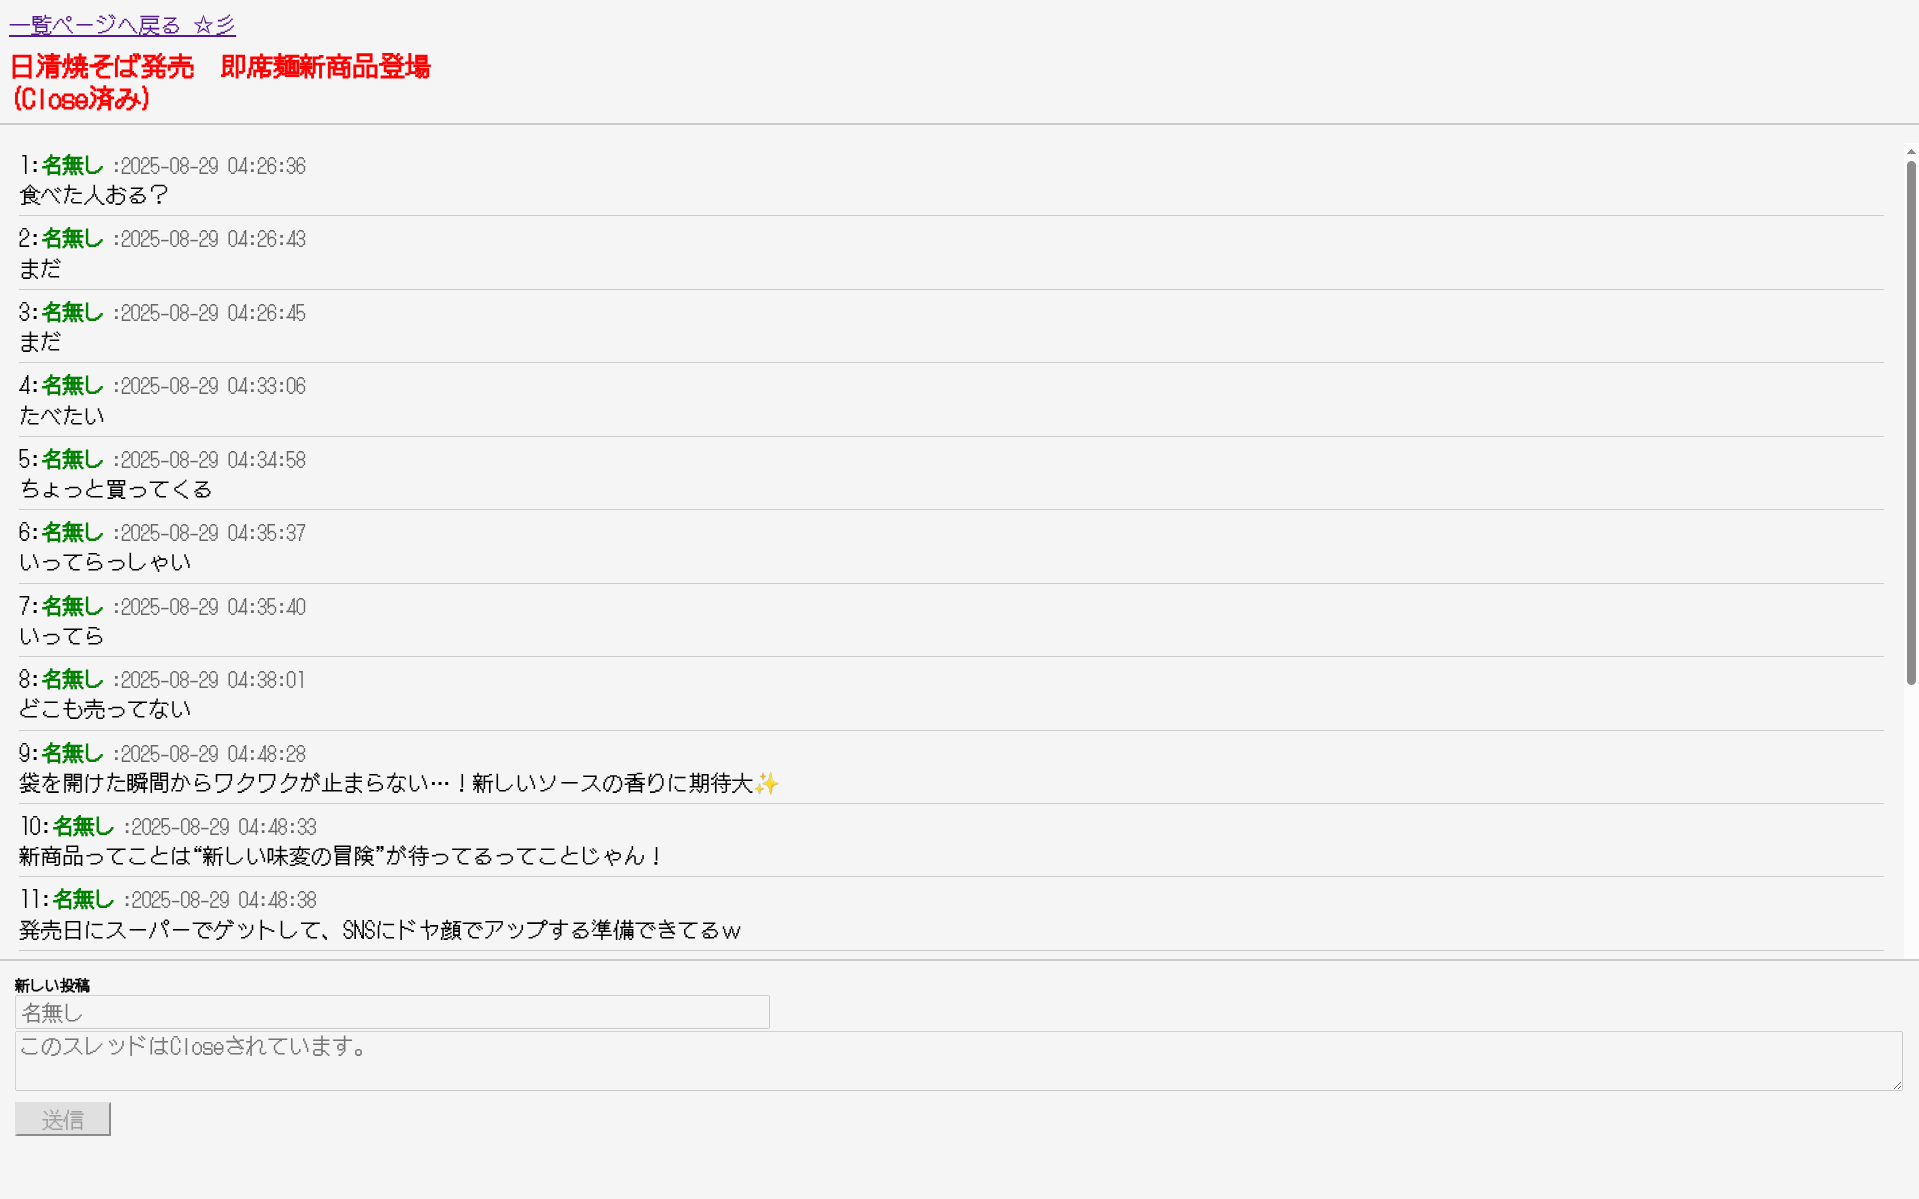 一覧ページへ戻る ☆彡
日清焼そば発売　即席麺新商品登場
(Close済み)
1:名無し :2025-08-29 04:26:36
食べた人おる？
2:名無し :2025-08-29 04:26:43
まだ
3:名無し :2025-08-29 04:26:45
まだ
4:名無し :2025-08-29 04:33:06
たべたい
5:名無し :2025-08-29 04:34:58
ちょっと買ってくる
6:名無し :2025-08-29 04:35:37
いってらっしゃい
7:名無し :2025-08-29 04:35:40
いってら
8:名無し :2025-08-29 04:38:01
どこも売ってない
9:名無し :2025-08-29 04:48:28
袋を開けた瞬間からワクワクが止まらない…！新しいソースの香りに期待大✨
10:名無し :2025-08-29 04:48:33
新商品ってことは“新しい味変の冒険”が待ってるってことじゃん！
11:名無し :2025-08-29 04:48:38
発売日にスーパーでゲットして、SNSにドヤ顔でアップする準備できてるｗ
新しい投稿
名無し
このスレッドはCloseされています。
送信